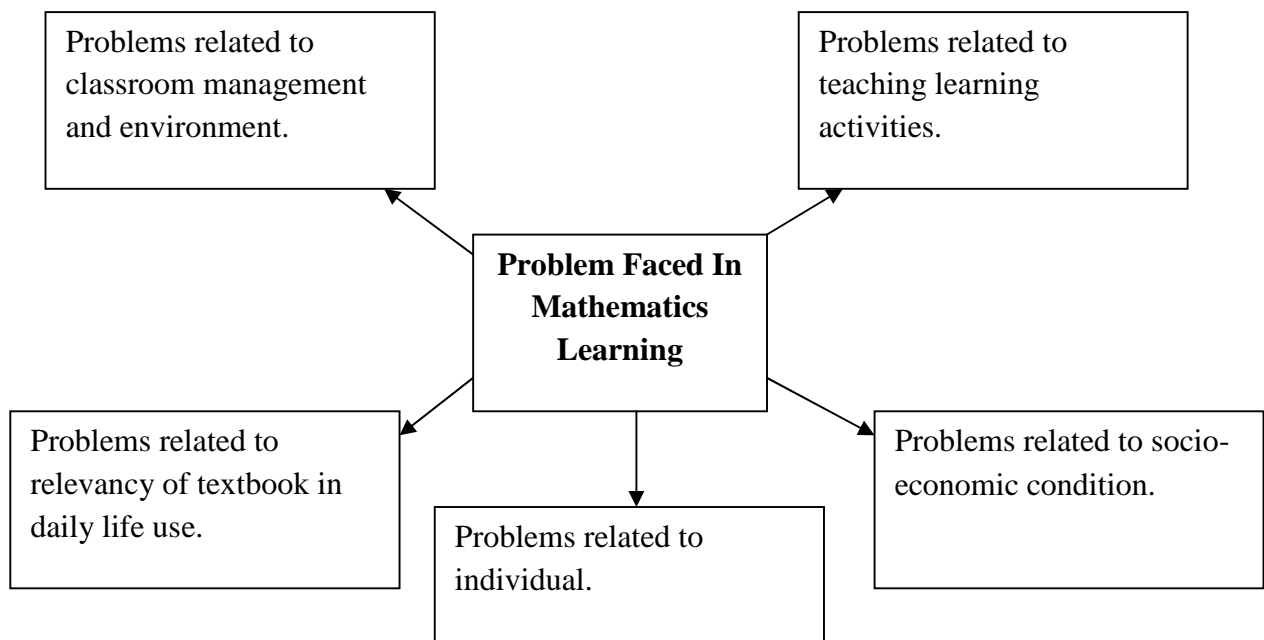 Problems related to
classroom management
and environment.
Problems related to
teaching learning
activities.
Problem Faced In
Mathematics
Learning
Problems related to
relevancy of textbook in
daily life use.
Problems related to
individual.
Problems related to socio-
economic condition.